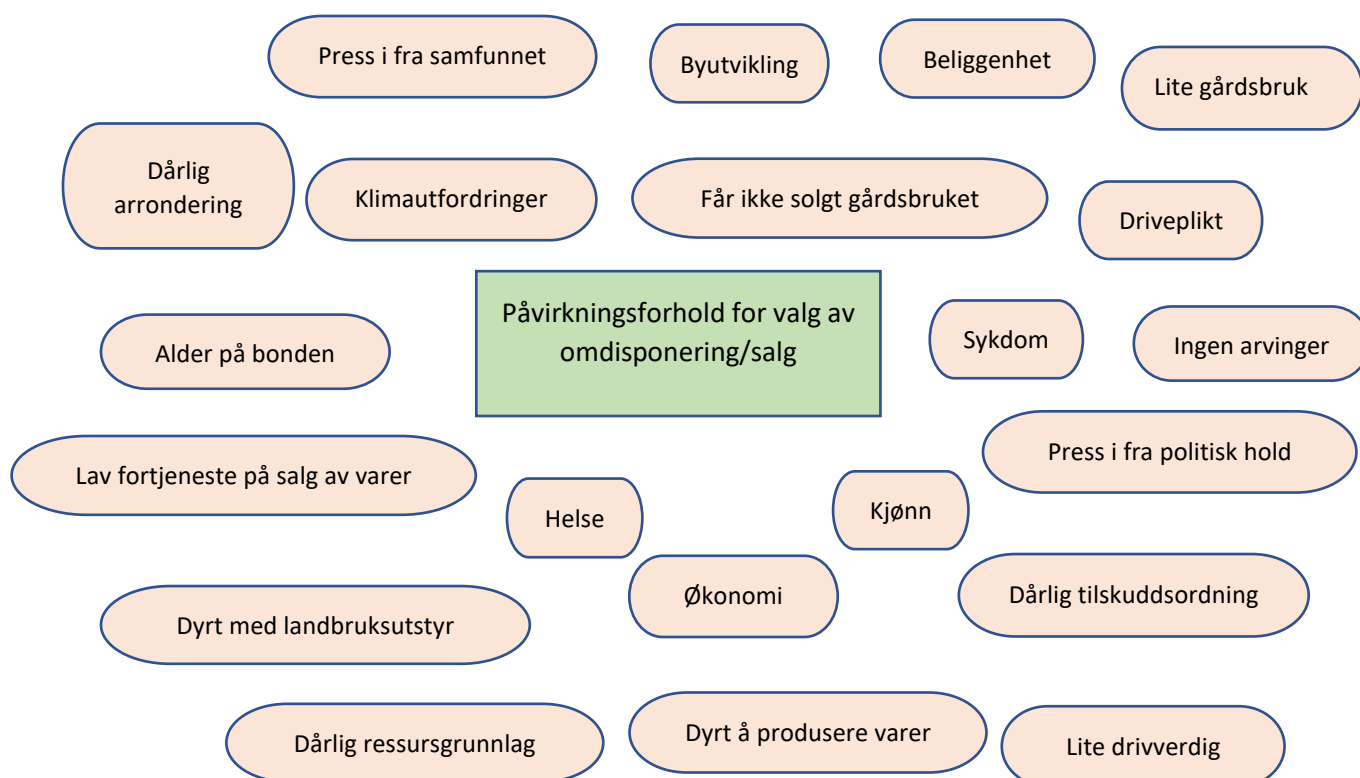 Press i fra samfunnet
Byutvikling
Beliggenhet
Lite gårdsbruk
Dårlig
arrondering
Klimautfordringer
Får ikke solgt gårdsbruket
Driveplikt
Påvirkningsforhold for valg av
omdisponering/salg
Alder på bonden
Sykdom
Ingen arvinger
Lav fortjeneste på salg av varer
Press i fra politisk hold
Helse
Kjønn
Dyrt med landbruksutstyr
Økonomi
Dårlig tilskuddsordning
Dårlig ressursgrunnlag
Dyrt å produsere varer
Lite drivverdig